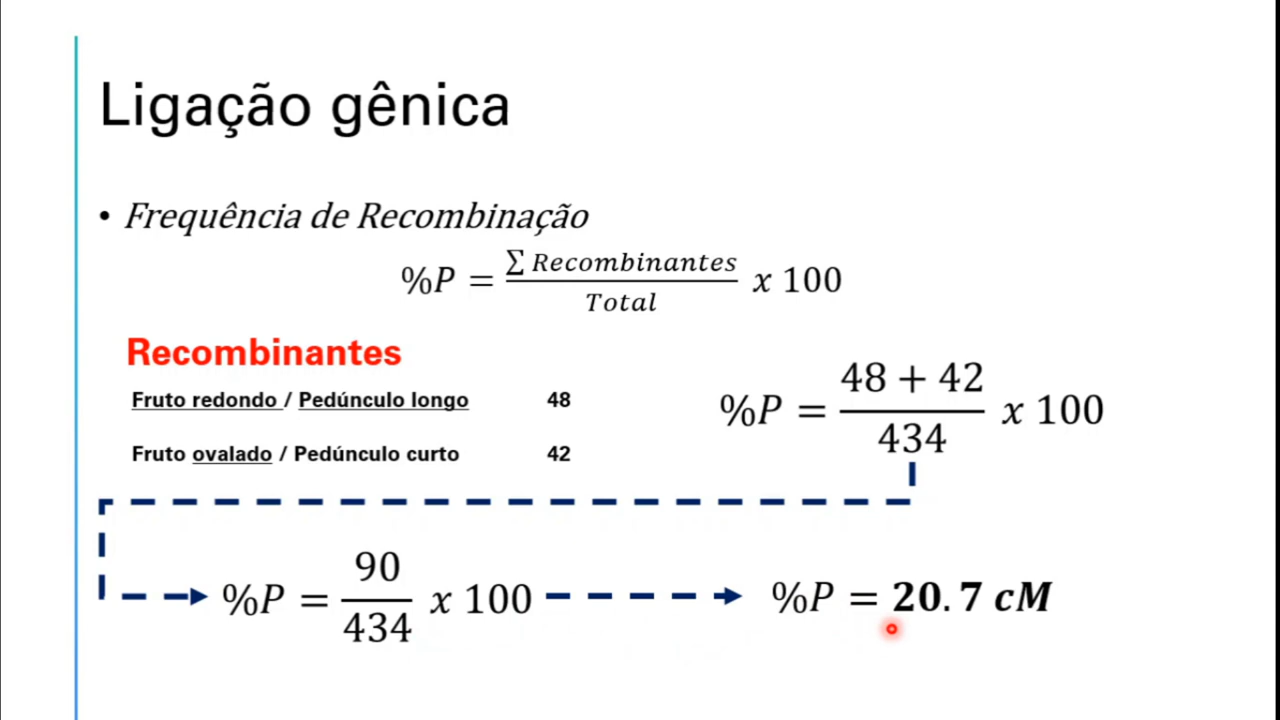 Ligação gênica
• Frequência de Recombinação
%P = ∑ Recombinantes / Total x 100
Recombinantes
Fruto redondo / Pedúnculo longo 48
Fruto ovalado / Pedúnculo curto 42
%P = 48 + 42 / 434 x 100
%P = 90 / 434 x 100
%P = 20.7 cM